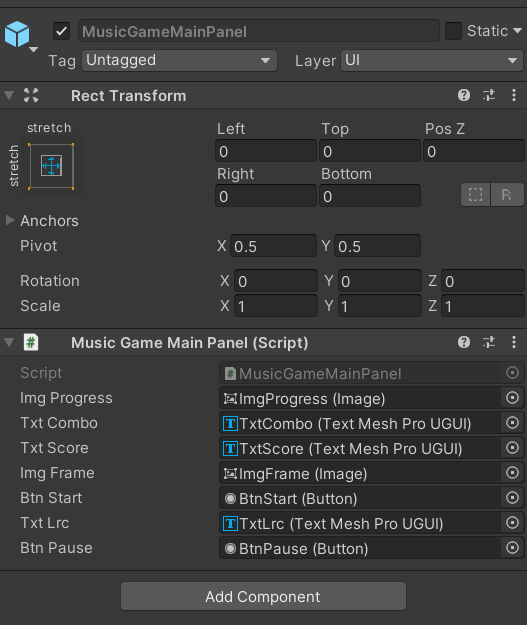 MusicGameMainPanel Static
Tag Untagged Layer UI
Rect Transform
stretch
stretch
Left Top Pos Z
0 0 0
Right Bottom
0 0 R
Anchors
Pivot X 0.5 Y 0.5
Rotation X 0 Y 0 Z 0
Scale X 1 Y 1 Z 1
# Music Game Main Panel (Script)
Script # MusicGameMainPanel
Img Progress ImgProgress (Image)
Txt Combo T TxtCombo (Text Mesh Pro UGUI)
Txt Score T TxtScore (Text Mesh Pro UGUI)
Img Frame ImgFrame (Image)
Btn Start BtnStart (Button)
Txt Lrc T TxtLrc (Text Mesh Pro UGUI)
Btn Pause BtnPause (Button)
Add Component